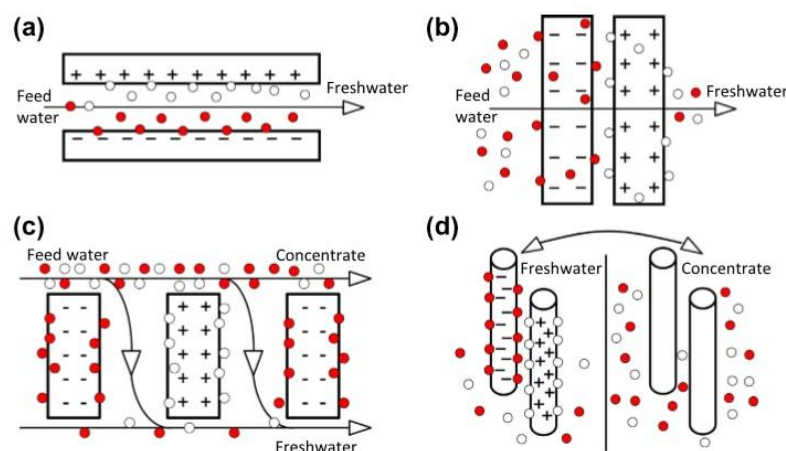 (a)
+ + + + + + + + + +
Feed
water
Freshwater
− − − − − − − − − −
(b)
Feed
water
Freshwater
(c)
Feed water
Concentrate
Freshwater
(d)
Freshwater
Concentrate